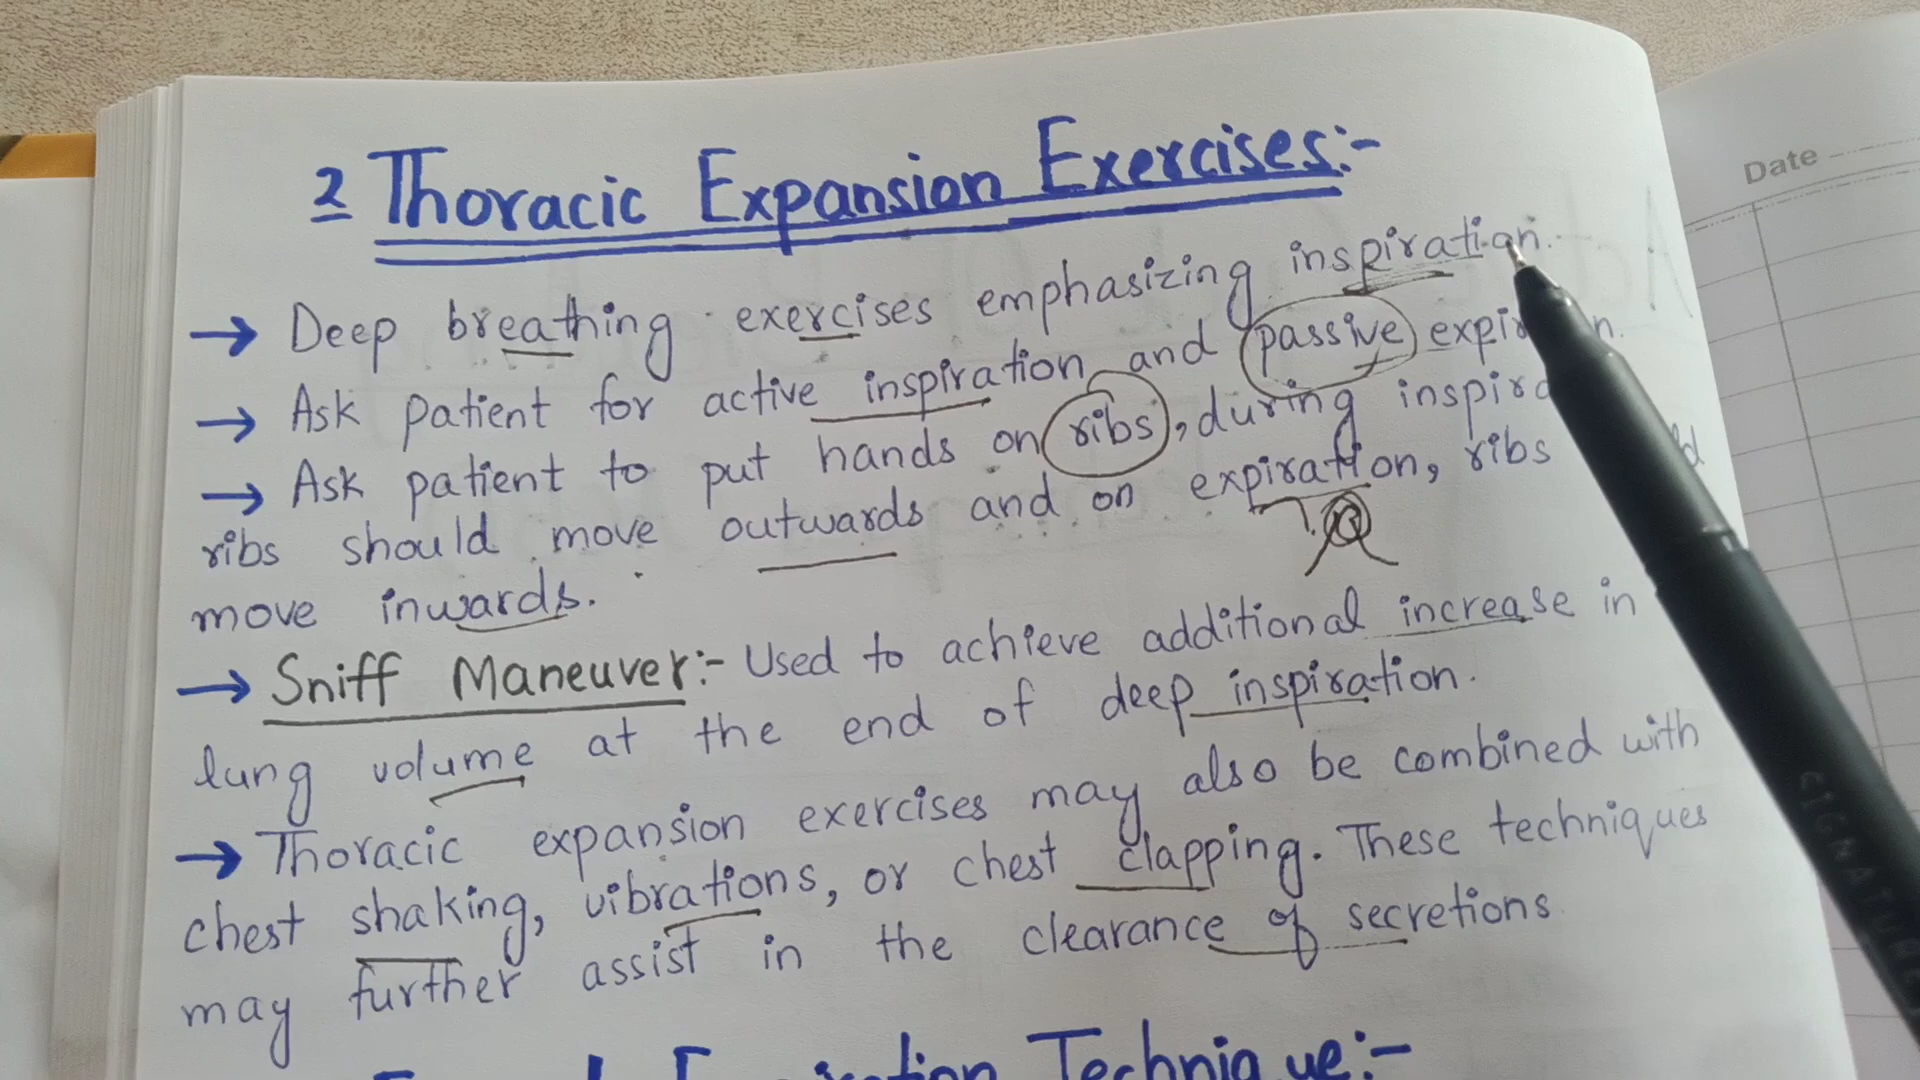 2 Thoracic Expansion Exercises:-
Date
→ Deep breathing exercises emphasizing inspiration.
→ Ask patient for active inspiration and passive
→ Ask patient to put hands on ribs, during
ribs should move outwards and on expiration, ribs
move inwards.
→ Sniff Maneuver:- Used to achieve additional increase in
lung volume at the end of deep inspiration.
→ Thoracic expansion exercises may also be combined with
chest shaking, vibrations, or chest clapping. These techniques
may further assist in the clearance of secretions
Technique:-
SIGNATURE